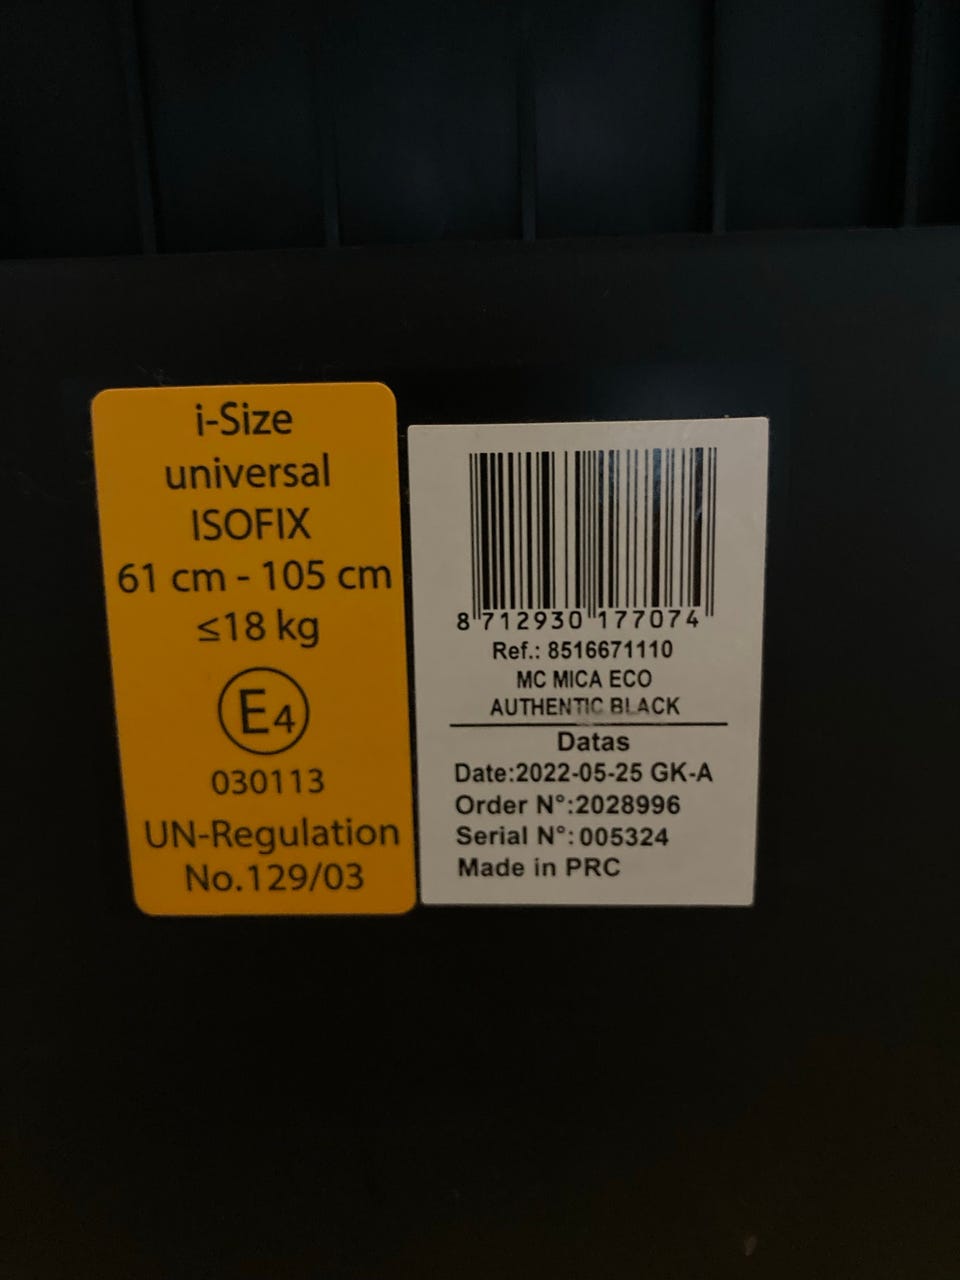 i-Size
universal
ISOFIX
61 cm - 105 cm
≤18 kg
E4
030113
UN-Regulation
No.129/03
8 712930 177074
Ref.: 8516671110
MC MICA ECO
AUTHENTIC BLACK
Datas
Date:2022-05-25 GK-A
Order N°:2028996
Serial N°:005324
Made in PRC